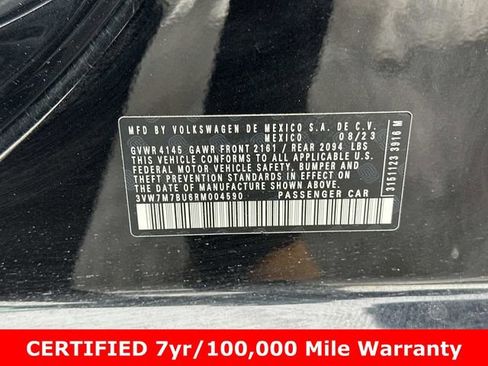 MFD BY VOLKSWAGEN DE MEXICO S.A. DE C.V.
MEXICO 08/23
GVWR 4145 GAWR FRONT 2161 / REAR 2094 LBS
THIS VEHICLE CONFORMS TO ALL APPLICABLE U.S.
FEDERAL MOTOR VEHICLE SAFETY, BUMPER AND
THEFT PREVENTION STANDARDS IN EFFECT ON THE
DATE OF MANUFACTURE SHOWN ABOVE.
3VW7M7BU6RM004590 PASSENGER CAR
3151123 3916 M
CERTIFIED 7yr/100,000 Mile Warranty